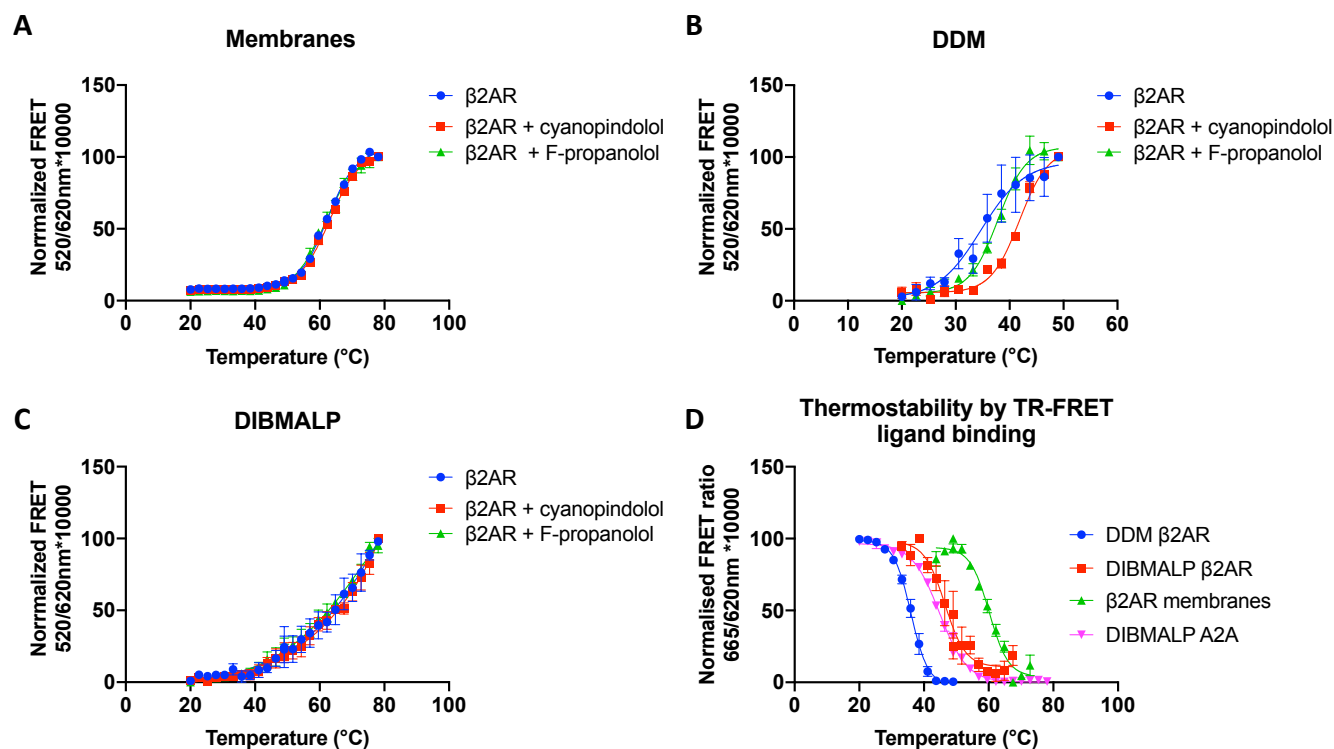 A
Membranes
Norrmalized FRET
520/620nm*10000
150
100
50
0
0 20 40 60 80 100
Temperature (°C)
β2AR
β2AR + cyanopindolol
β2AR + F-propanolol
B
DDM
Norrmalized FRET
520/620nm*10000
150
100
50
0
0 10 20 30 40 50 60
Temperature (°C)
β2AR
β2AR + cyanopindolol
β2AR + F-propanolol
C
DIBMALP
Norrmalized FRET
520/620nm*10000
150
100
50
0
0 20 40 60 80 100
Temperature (°C)
β2AR
β2AR + cyanopindolol
β2AR + F-propanolol
D
Thermostability by TR-FRET
ligand binding
Normalised FRET ratio
665/620nm *10000
150
100
50
0
0 20 40 60 80 100
Temperature (°C)
DDM β2AR
DIBMALP β2AR
β2AR membranes
DIBMALP A2A